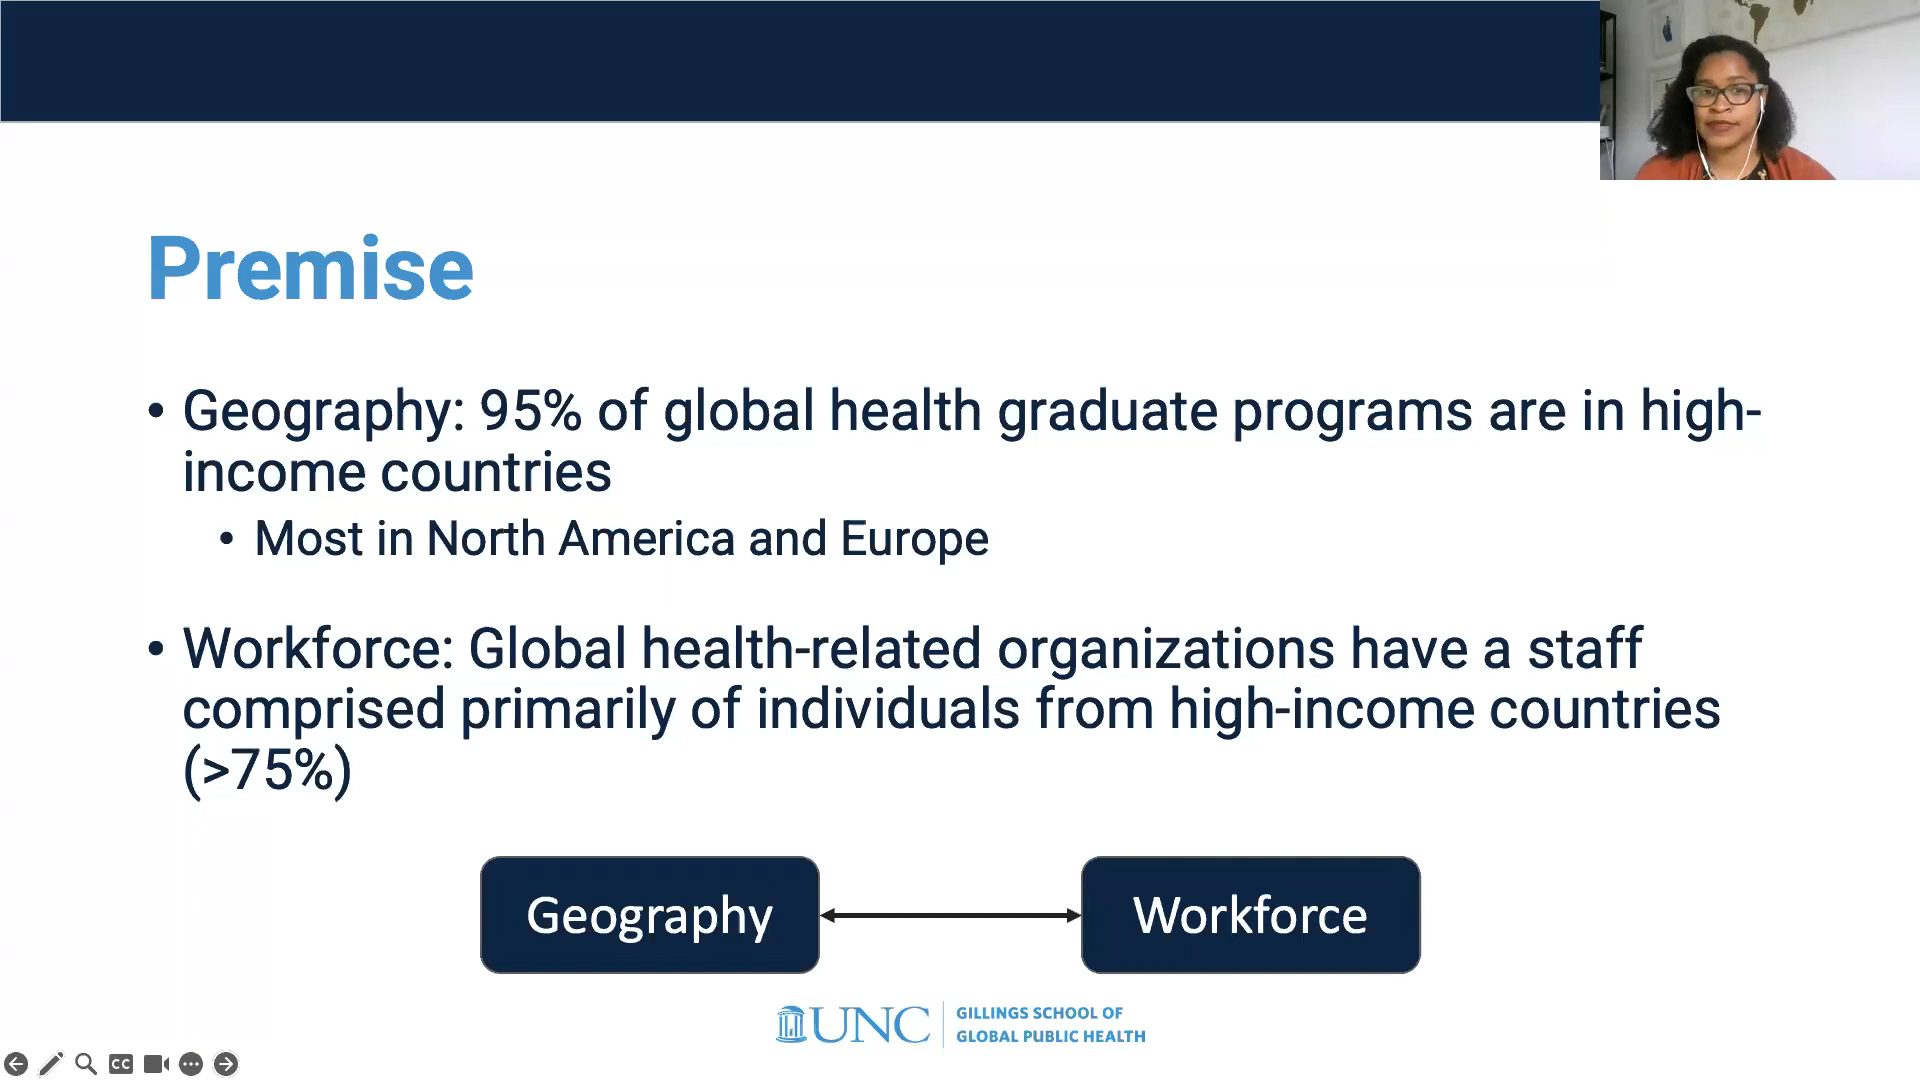 Premise
• Geography: 95% of global health graduate programs are in high-
income countries
• Most in North America and Europe
• Workforce: Global health-related organizations have a staff
comprised primarily of individuals from high-income countries
(>75%)
Geography
Workforce
UNC
GILLINGS SCHOOL OF
GLOBAL PUBLIC HEALTH
CC